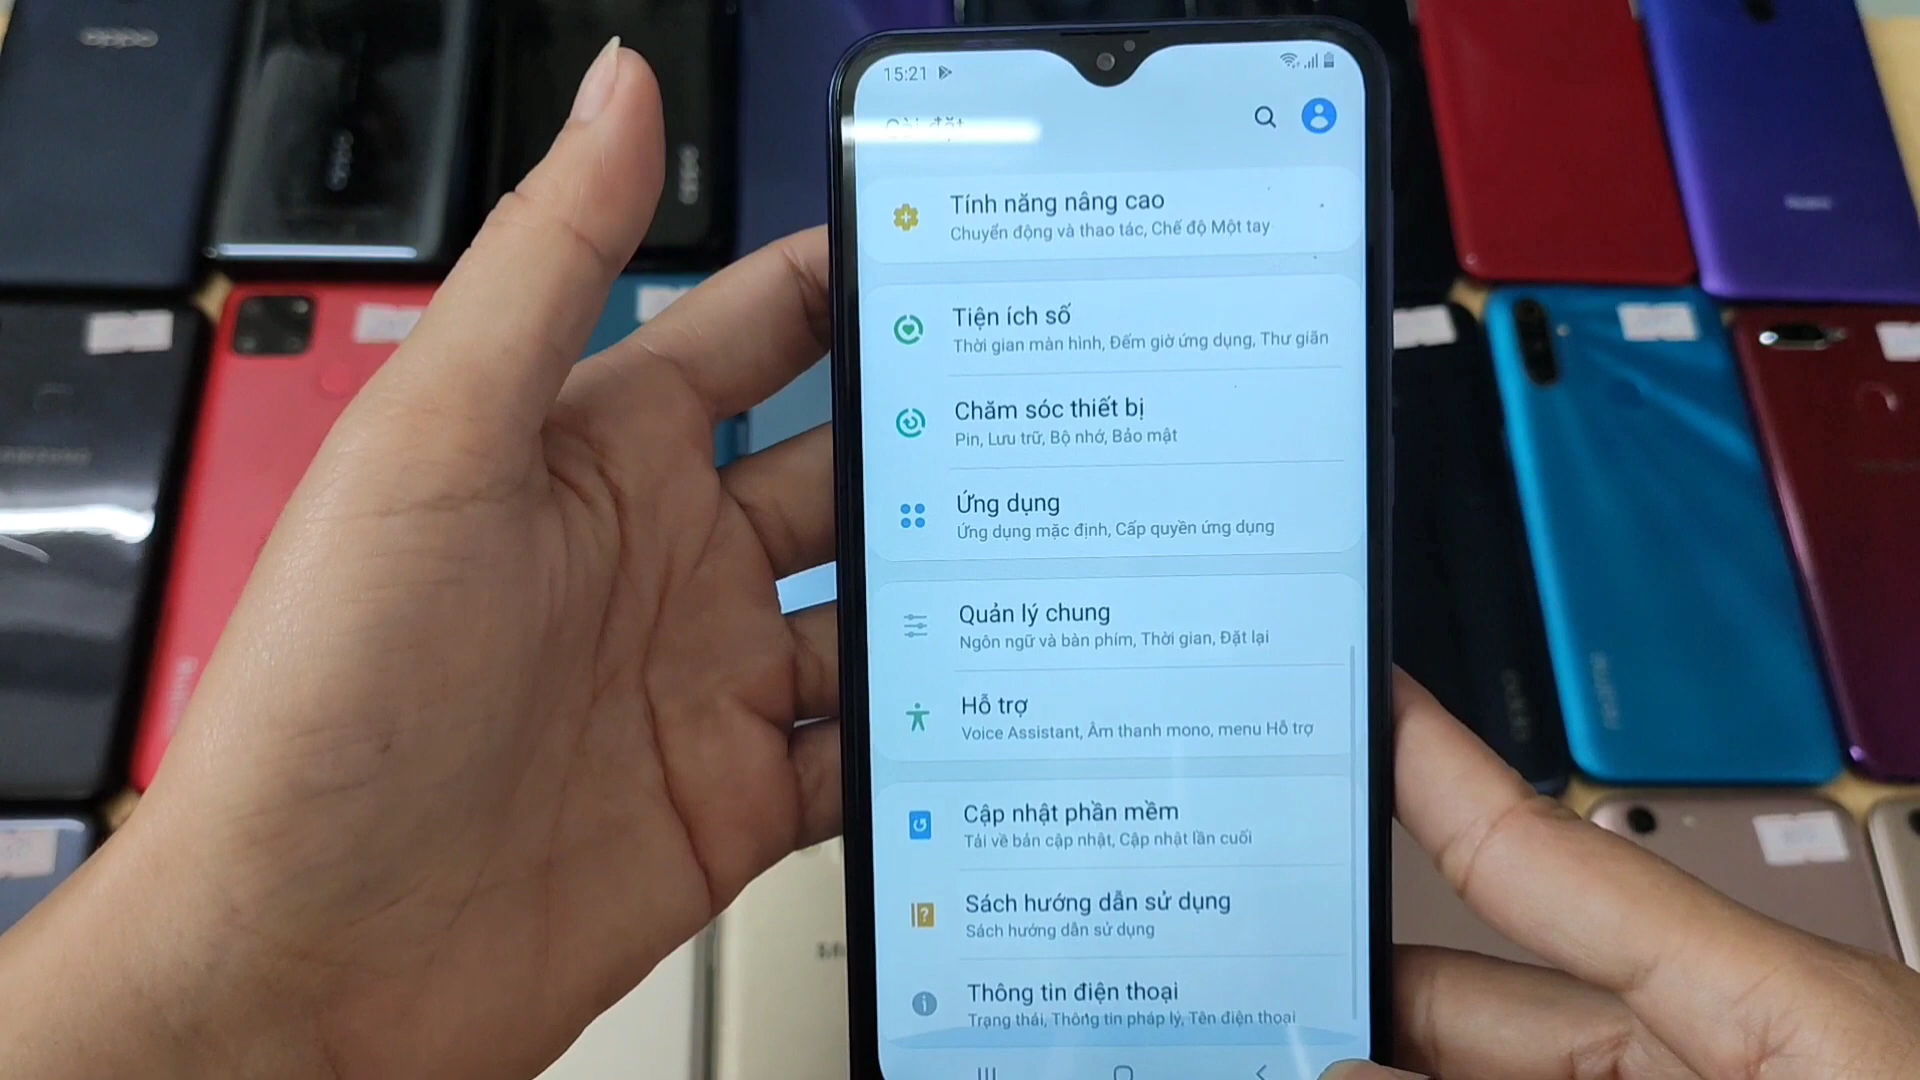 oppo
15:21
Cài đặt
Tính năng nâng cao
Chuyển động và thao tác, Chế độ Một tay
Tiện ích số
Thời gian màn hình, Đếm giờ ứng dụng, Thư giãn
Chăm sóc thiết bị
Pin, Lưu trữ, Bộ nhớ, Bảo mật
Ứng dụng
Ứng dụng mặc định, Cấp quyền ứng dụng
Quản lý chung
Ngôn ngữ và bàn phím, Thời gian, Đặt lại
Hỗ trợ
Voice Assistant, Âm thanh mono, menu Hỗ trợ
Cập nhật phần mềm
Tải về bản cập nhật, Cập nhật lần cuối
Sách hướng dẫn sử dụng
Sách hướng dẫn sử dụng
Thông tin điện thoại
Trạng thái, Thông tin pháp lý, Tên điện thoại